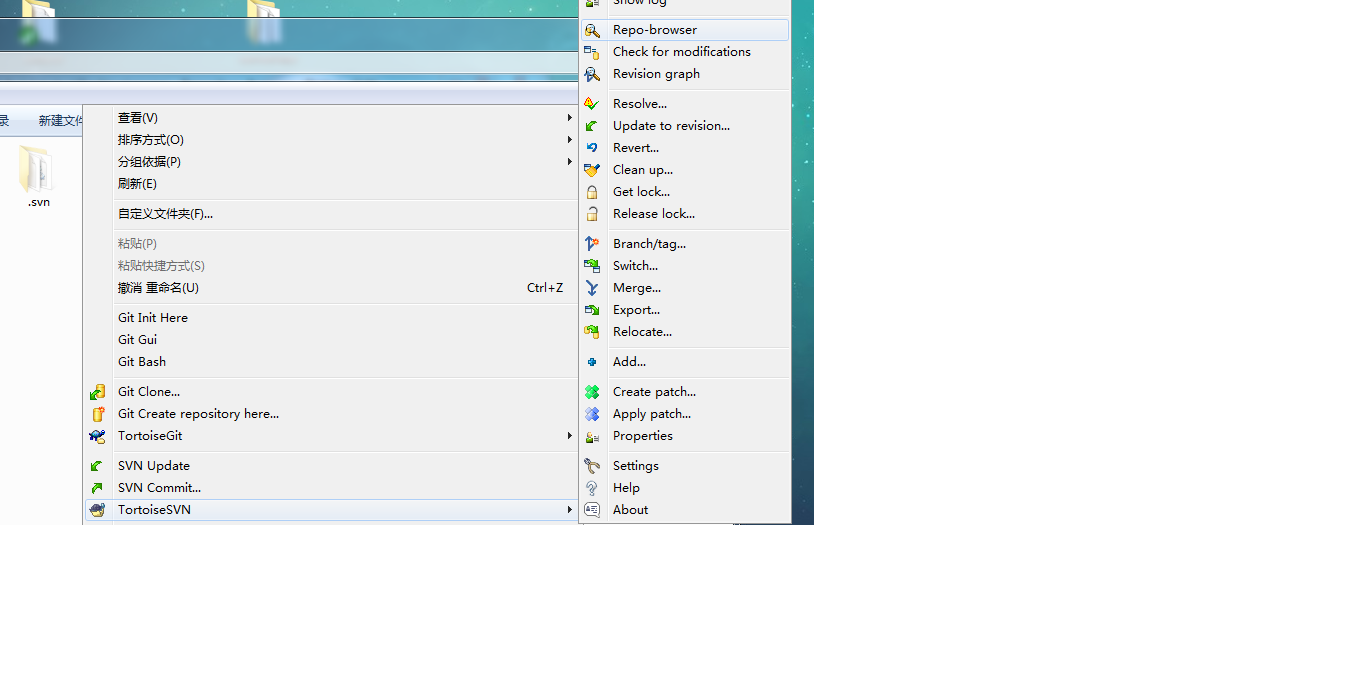 Show log
Repo-browser
Check for modifications
Revision graph
Resolve...
Update to revision...
Revert...
Clean up...
Get lock...
Release lock...
Branch/tag...
Switch...
Merge...
Export...
Relocate...
Add...
Create patch...
Apply patch...
Properties
Settings
Help
About
录 新建文件
.svn
查看(V)
排序方式(O)
分组依据(P)
刷新(E)
自定义文件夹(F)...
粘贴(P)
粘贴快捷方式(S)
撤消 重命名(U) Ctrl+Z
Git Init Here
Git Gui
Git Bash
Git Clone...
Git Create repository here...
TortoiseGit
SVN Update
SVN Commit...
TortoiseSVN